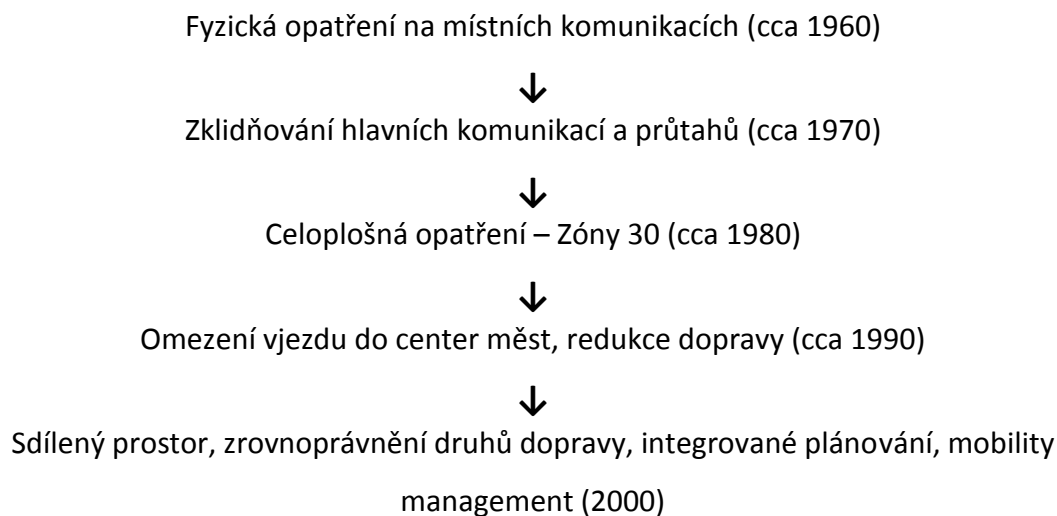 Fyzická opatření na místních komunikacích (cca 1960)
↓
Zklidňování hlavních komunikací a průtahů (cca 1970)
↓
Celoplošná opatření – Zóny 30 (cca 1980)
↓
Omezení vjezdu do center měst, redukce dopravy (cca 1990)
↓
Sdílený prostor, zrovnoprávnění druhů dopravy, integrované plánování, mobility
management (2000)